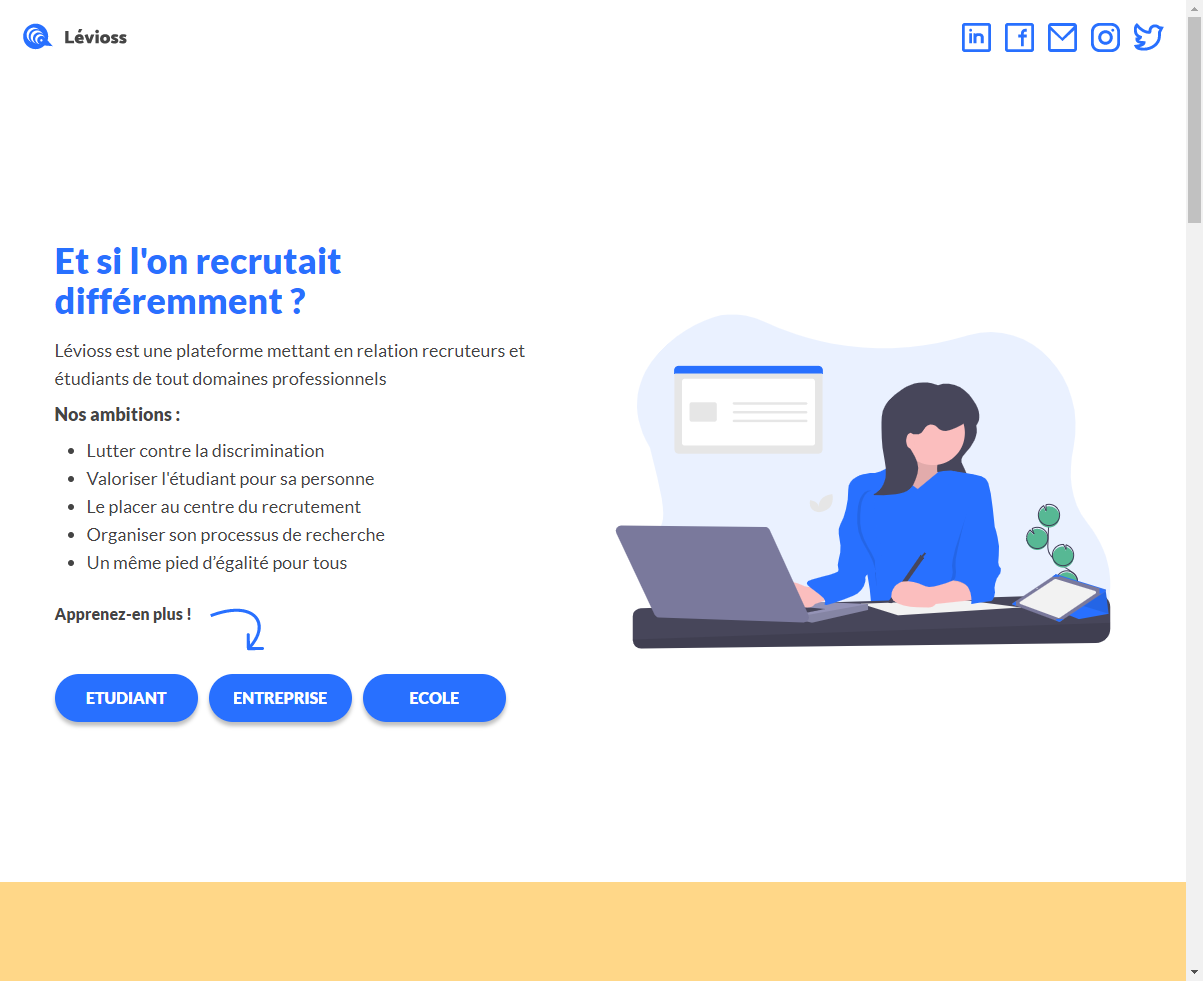 Lévioss
Et si l'on recrutait
différemment ?
Lévioss est une plateforme mettant en relation recruteurs et
étudiants de tout domaines professionnels
Nos ambitions :
Lutter contre la discrimination
Valoriser l'étudiant pour sa personne
Le placer au centre du recrutement
Organiser son processus de recherche
Un même pied d’égalité pour tous
Apprenez-en plus !
ETUDIANT
ENTREPRISE
ECOLE